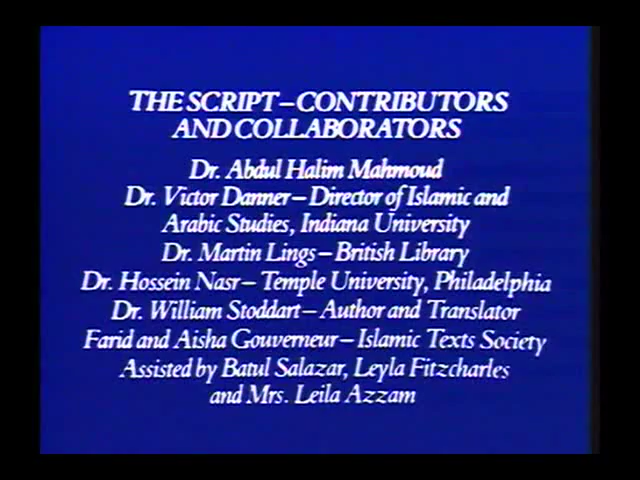 THE SCRIPT – CONTRIBUTORS
AND COLLABORATORS
Dr. Abdul Halim Mahmoud
Dr. Victor Danner – Director of Islamic and
Arabic Studies, Indiana University
Dr. Martin Lings – British Library
Dr. Hossein Nasr – Temple University, Philadelphia
Dr. William Stoddart – Author and Translator
Farid and Aisha Gouverneur – Islamic Texts Society
Assisted by Batul Salazar, Leyla Fitzcharles
and Mrs. Leila Azzam